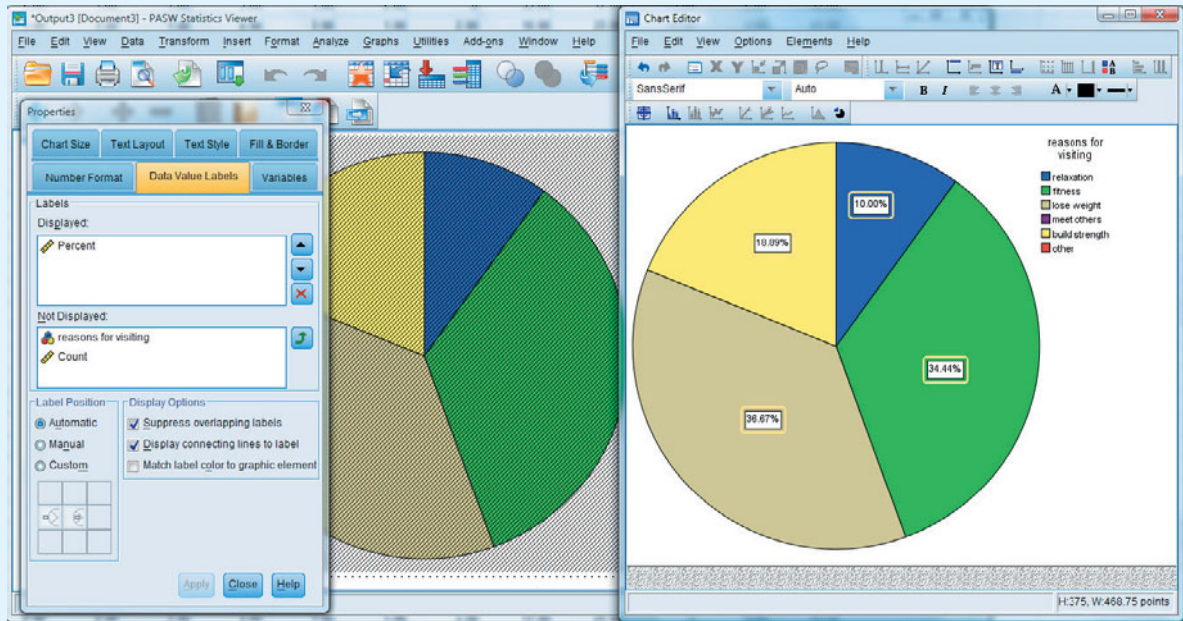 *Output3 [Document3] - PASW Statistics Viewer
File Edit View Data Transform Insert Format Analyze Graphs Utilities Add-ons Window Help
Properties
Chart Size Text Layout Text Style Fill & Border
Number Format Data Value Labels Variables
Labels
Displayed:
Percent
Not Displayed:
reasons for visiting
Count
Label Position
Automatic
Manual
Custom
Display Options
Suppress overlapping labels
Display connecting lines to label
Match label color to graphic element
Apply Close Help
Chart Editor
File Edit View Options Elements Help
X Y
SansSerif Auto B I A
reasons for
visiting
relaxation
fitness
lose weight
meet others
build strength
other
10.00%
18.89%
34.44%
36.67%
H:375, W:468.75 points